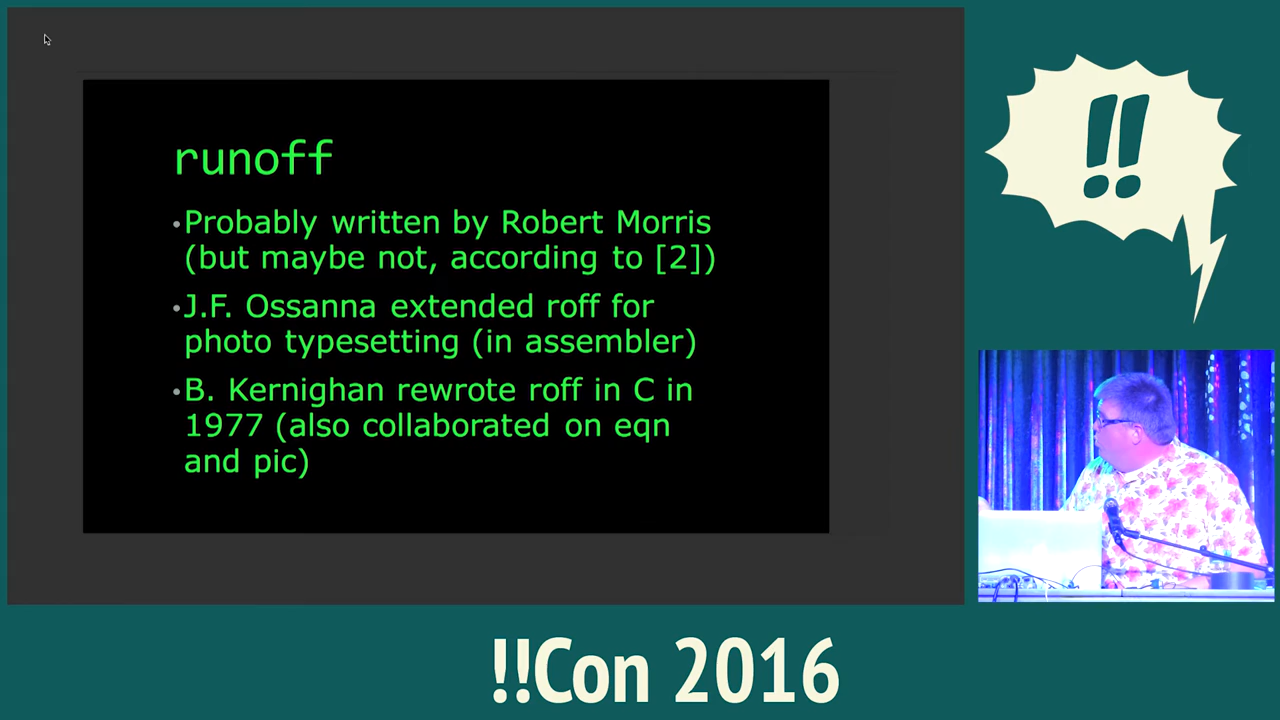 runoff
•Probably written by Robert Morris
(but maybe not, according to [2])
•J.F. Ossanna extended roff for
photo typesetting (in assembler)
•B. Kernighan rewrote roff in C in
1977 (also collaborated on eqn
and pic)
!!
!!Con 2016